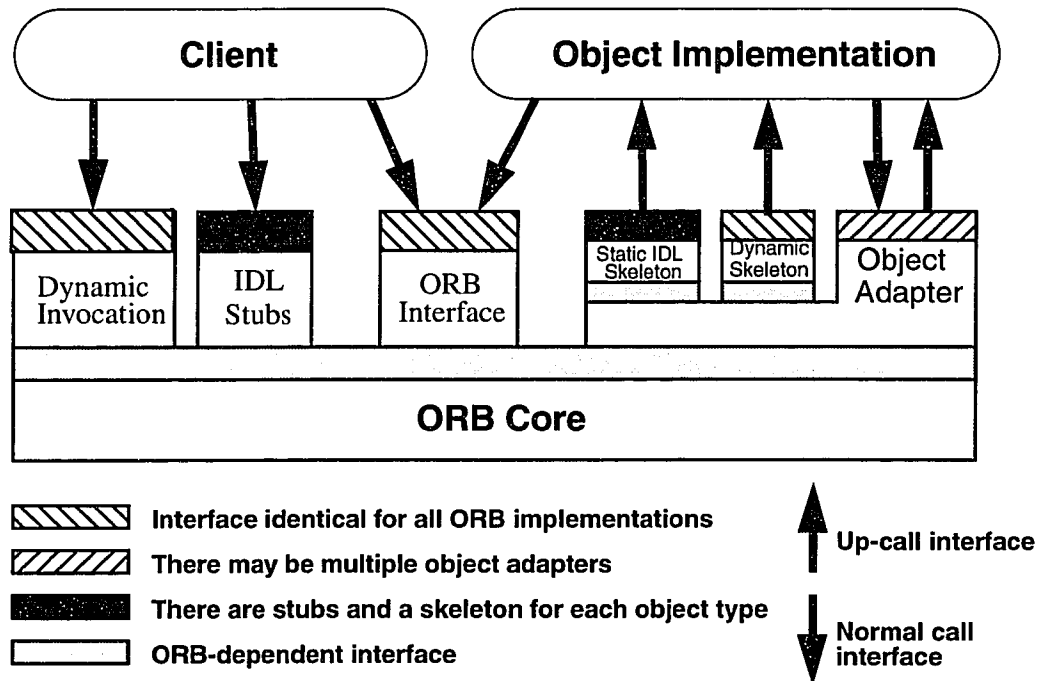 Client
Object Implementation
Dynamic
Invocation
IDL
Stubs
ORB
Interface
Static IDL
Skeleton
Dynamic
Skeleton
Object
Adapter
ORB Core
Interface identical for all ORB implementations
There may be multiple object adapters
There are stubs and a skeleton for each object type
ORB-dependent interface
Up-call interface
Normal call
interface